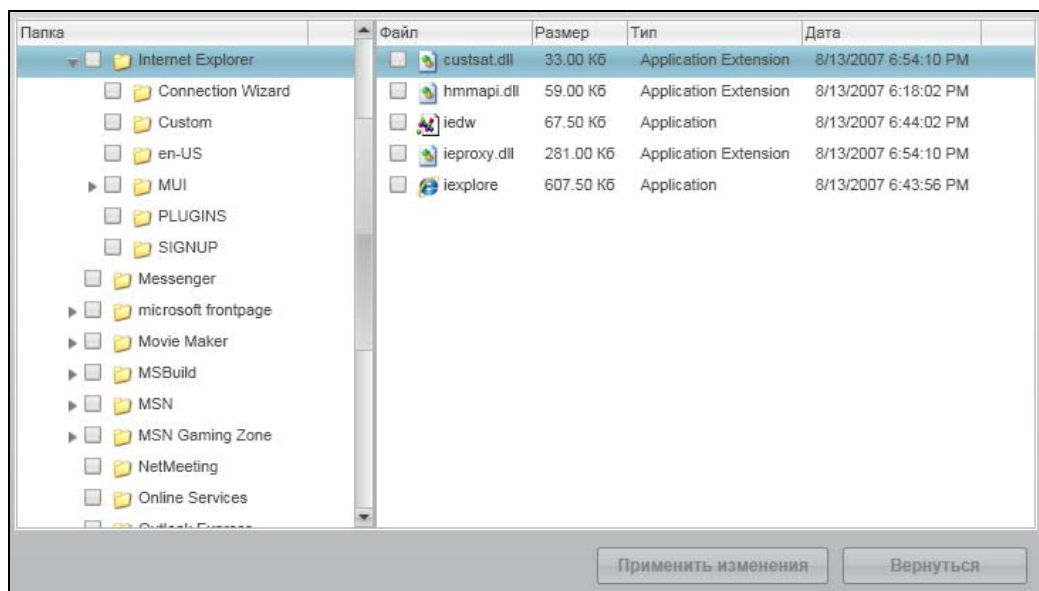 Папка
Internet Explorer
Connection Wizard
Custom
en-US
MUI
PLUGINS
SIGNUP
Messenger
microsoft frontpage
Movie Maker
MSBuild
MSN
MSN Gaming Zone
NetMeeting
Online Services
Outlook Express
Файл Размер Тип Дата
custsat.dll 33.00 Кб Application Extension 8/13/2007 6:54:10 PM
hmmapi.dll 59.00 Кб Application Extension 8/13/2007 6:18:02 PM
iedw 67.50 Кб Application 8/13/2007 6:44:02 PM
ieproxy.dll 281.00 Кб Application Extension 8/13/2007 6:54:10 PM
iexplore 607.50 Кб Application 8/13/2007 6:43:56 PM
Применить изменения Вернуться